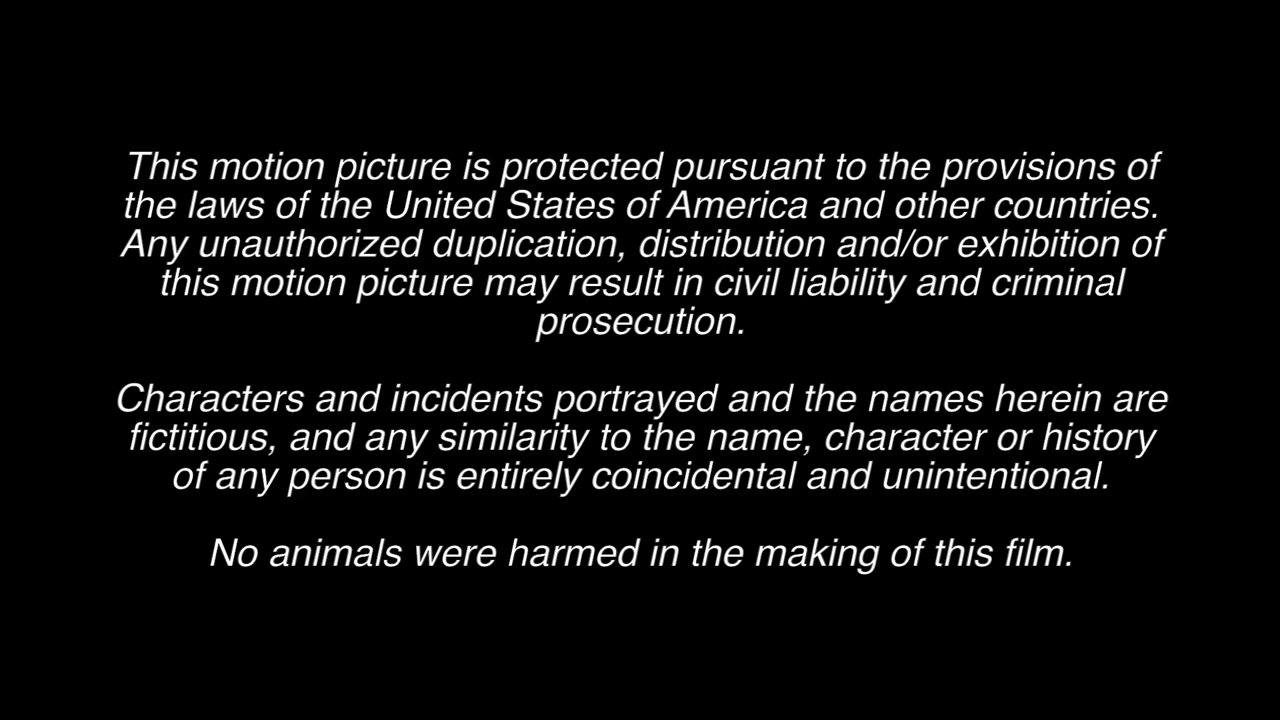 This motion picture is protected pursuant to the provisions of
the laws of the United States of America and other countries.
Any unauthorized duplication, distribution and/or exhibition of
this motion picture may result in civil liability and criminal
prosecution.
Characters and incidents portrayed and the names herein are
fictitious, and any similarity to the name, character or history
of any person is entirely coincidental and unintentional.
No animals were harmed in the making of this film.